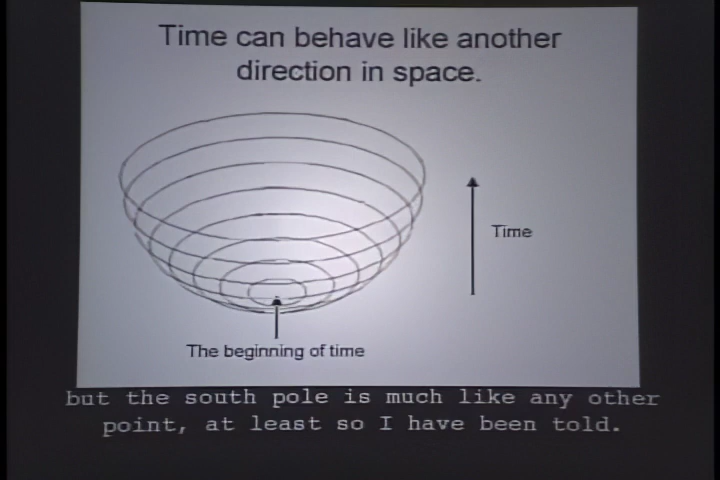 Time can behave like another
direction in space.
Time
The beginning of time
but the south pole is much like any other
point, at least so I have been told.